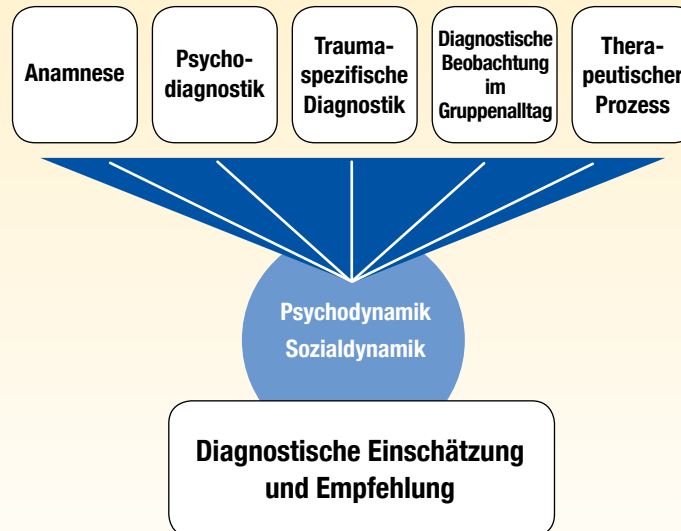 Anamnese
Psycho-
diagnostik
Trauma-
spezifische
Diagnostik
Diagnostische
Beobachtung
im
Gruppenalltag
Thera-
peutischer
Prozess
Psychodynamik
Sozialdynamik
Diagnostische Einschätzung
und Empfehlung